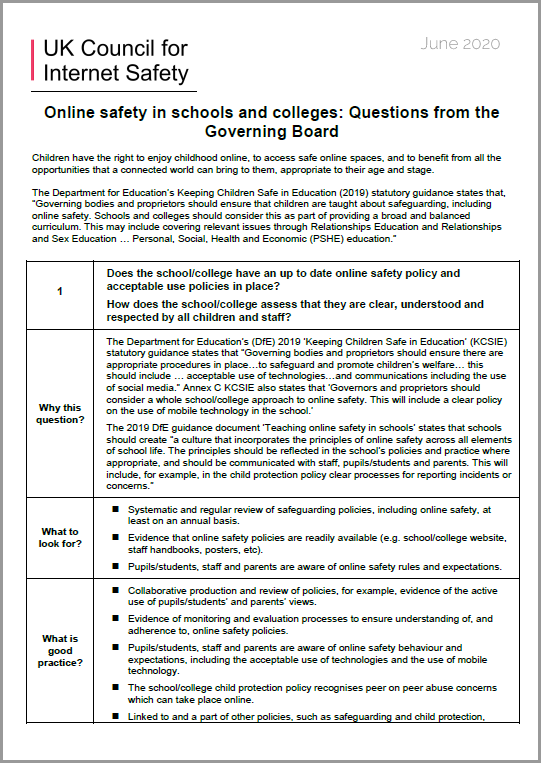 UK Council for
Internet Safety
June 2020
Online safety in schools and colleges: Questions from the
Governing Board
Children have the right to enjoy childhood online, to access safe online spaces, and to benefit from all the
opportunities that a connected world can bring to them, appropriate to their age and stage.
The Department for Education's Keeping Children Safe in Education (2019) statutory guidance states that,
"Governing bodies and proprietors should ensure that children are taught about safeguarding, including
online safety. Schools and colleges should consider this as part of providing a broad and balanced
curriculum. This may include covering relevant issues through Relationships Education and Relationships
and Sex Education … Personal, Social, Health and Economic (PSHE) education."
1
Does the school/college have an up to date online safety policy and
acceptable use policies in place?
How does the school/college assess that they are clear, understood and
respected by all children and staff?
Why this
question?
The Department for Education's (DfE) 2019 'Keeping Children Safe in Education' (KCSIE)
statutory guidance states that "Governing bodies and proprietors should ensure there are
appropriate procedures in place…to safeguard and promote children's welfare… this
should include … acceptable use of technologies…and communications including the use
of social media." Annex C KCSIE also states that 'Governors and proprietors should
consider a whole school/college approach to online safety. This will include a clear policy
on the use of mobile technology in the school.'
The 2019 DfE guidance document 'Teaching online safety in schools' states that schools
should create "a culture that incorporates the principles of online safety across all elements
of school life. The principles should be reflected in the school's policies and practice where
appropriate, and should be communicated with staff, pupils/students and parents. This will
include, for example, in the child protection policy clear processes for reporting incidents or
concerns."
What to
look for?
■ Systematic and regular review of safeguarding policies, including online safety, at
least on an annual basis.
■ Evidence that online safety policies are readily available (e.g. school/college website,
staff handbooks, posters, etc).
■ Pupils/students, staff and parents are aware of online safety rules and expectations.
What is
good
practice?
■ Collaborative production and review of policies, for example, evidence of the active
use of pupils/students' and parents' views.
■ Evidence of monitoring and evaluation processes to ensure understanding of, and
adherence to, online safety policies.
■ Pupils/students, staff and parents are aware of online safety behaviour and
expectations, including the acceptable use of technologies and the use of mobile
technology.
■ The school/college child protection policy recognises peer on peer abuse concerns
which can take place online.
■ Linked to and a part of other policies, such as safeguarding and child protection,